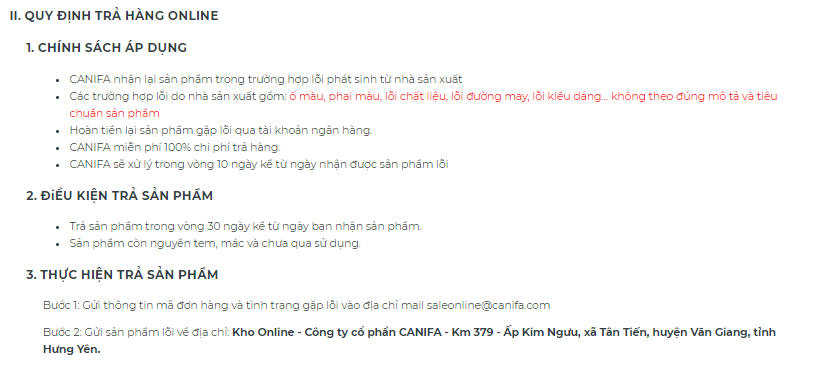 II. QUY ĐỊNH TRẢ HÀNG ONLINE
1. CHÍNH SÁCH ÁP DỤNG
• CANIFA nhận lại sản phẩm trong trường hợp lỗi phát sinh từ nhà sản xuất
• Các trường hợp lỗi do nhà sản xuất gồm: ố màu, phai màu, lỗi chất liệu, lỗi đường may, lỗi kiểu dáng... không theo đúng mô tả và tiêu
chuẩn sản phẩm
• Hoàn tiền lại sản phẩm gặp lỗi qua tài khoản ngân hàng.
• CANIFA miễn phí 100% chi phí trả hàng.
• CANIFA sẽ xử lý trong vòng 10 ngày kể từ ngày nhận được sản phẩm lỗi
2. ĐiỀU KIỆN TRẢ SẢN PHẨM
• Trả sản phẩm trong vòng 30 ngày kể từ ngày bạn nhận sản phẩm.
• Sản phẩm còn nguyên tem, mác và chưa qua sử dụng.
3. THỰC HIỆN TRẢ SẢN PHẨM
Bước 1: Gửi thông tin mã đơn hàng và tình trạng gặp lỗi vào địa chỉ mail saleonline@canifa.com
Bước 2: Gửi sản phẩm lỗi về địa chỉ: Kho Online - Công ty cổ phần CANIFA - Km 379 - Ấp Kim Ngưu, xã Tân Tiến, huyện Văn Giang, tỉnh
Hưng Yên.